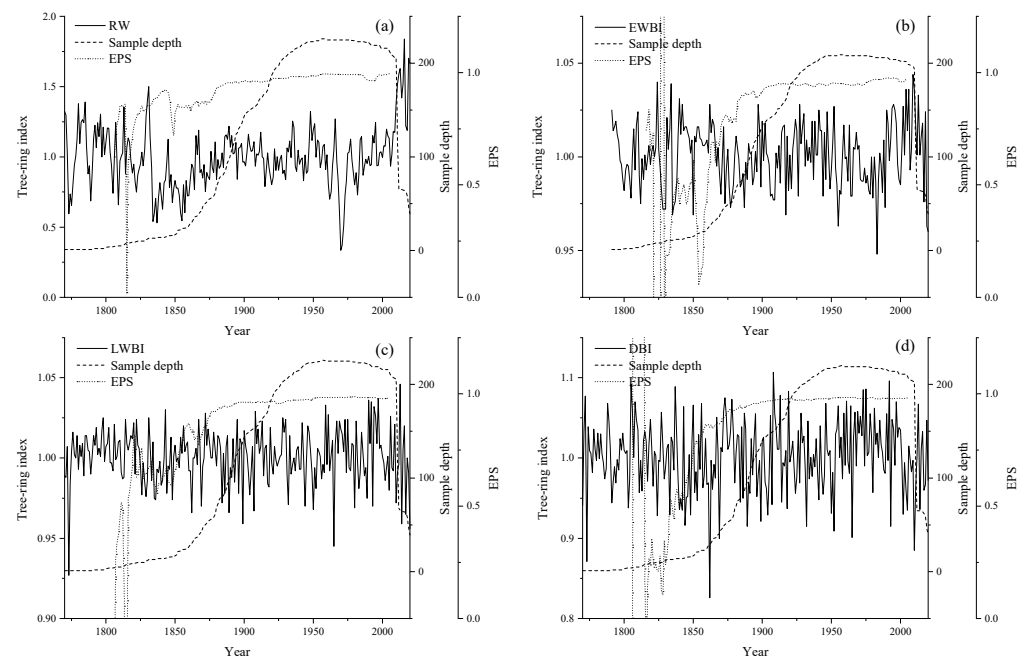 (a)
RW
Sample depth
EPS
2.0
1.5
1.0
0.5
0.0
Tree-ring index
200
100
0
Sample depth
1.0
0.5
0.0
EPS
1800 1850 1900 1950 2000
Year
(b)
EWBI
Sample depth
EPS
1.05
1.00
0.95
Tree-ring index
200
100
0
Sample depth
1.0
0.5
0.0
EPS
1800 1850 1900 1950 2000
Year
(c)
LWBI
Sample depth
EPS
1.05
1.00
0.95
0.90
Tree-ring index
200
100
0
Sample depth
1.0
0.5
0.0
EPS
1800 1850 1900 1950 2000
Year
(d)
DBI
Sample depth
EPS
1.1
1.0
0.9
0.8
Tree-ring index
200
100
0
Sample depth
1.0
0.5
0.0
EPS
1800 1850 1900 1950 2000
Year